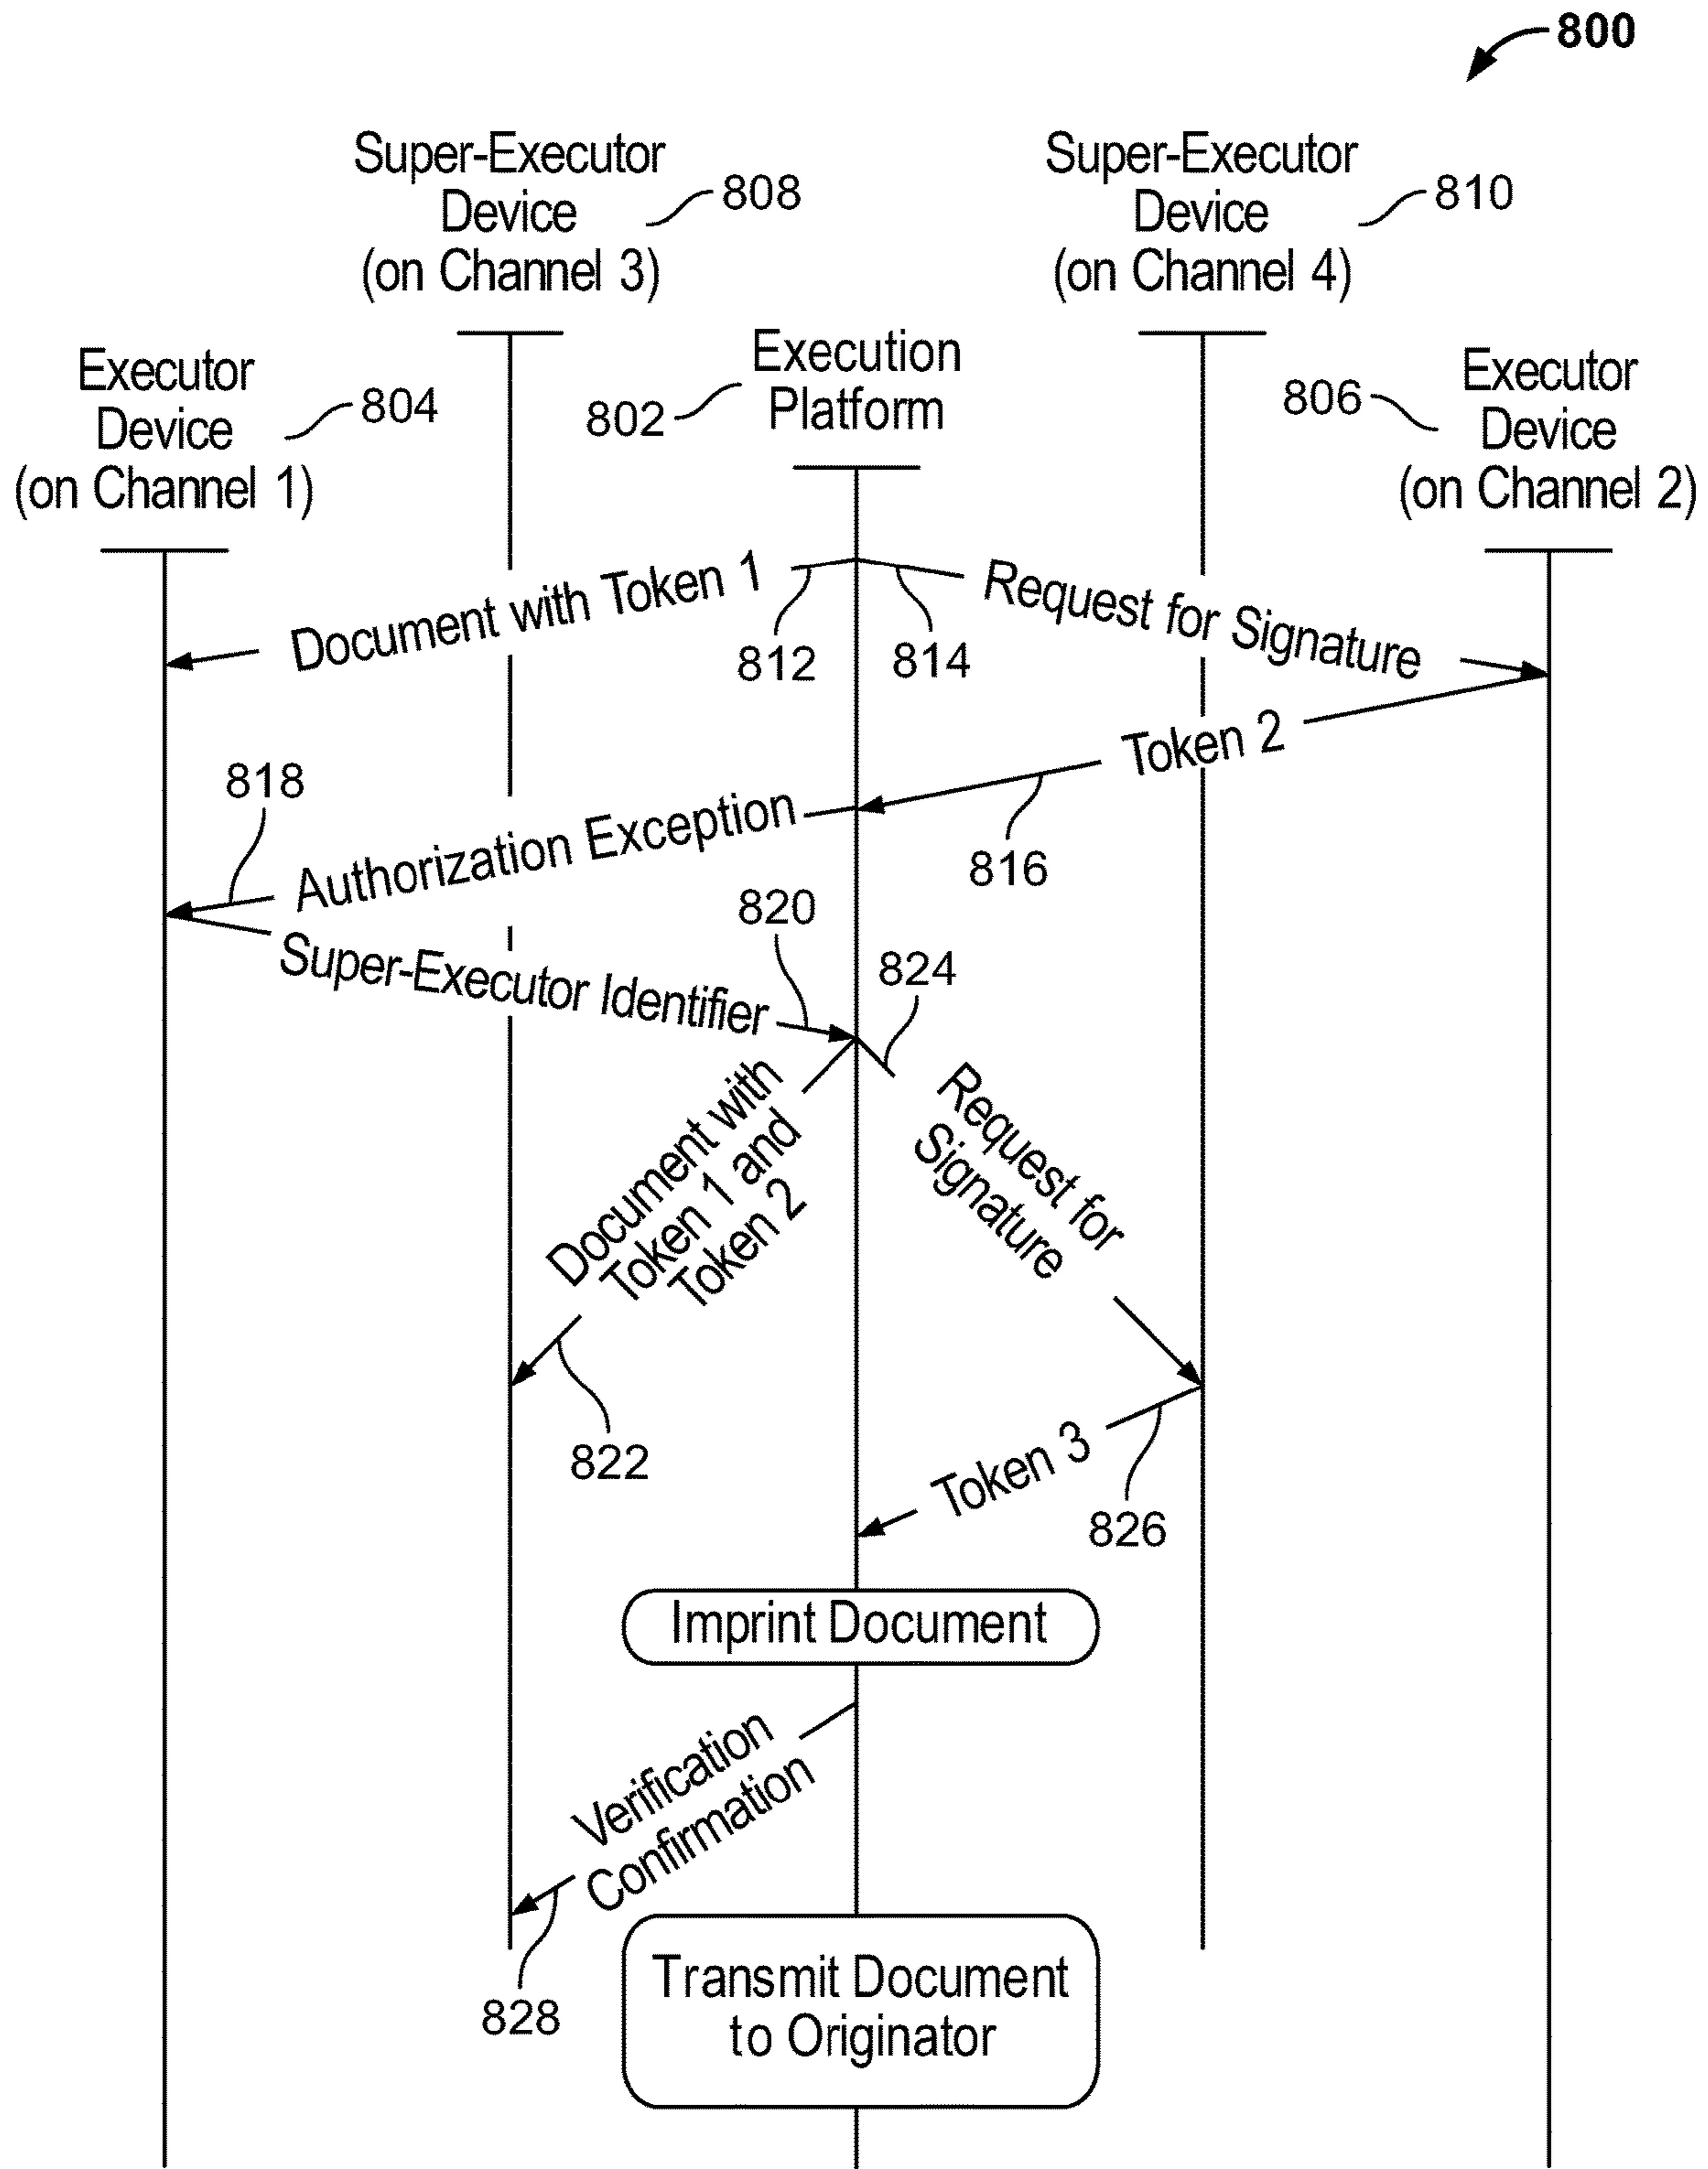 800
Super-Executor
Device
(on Channel 3)
808
Super-Executor
Device
(on Channel 4)
810
Executor
Device
(on Channel 1)
804
Execution
Platform
802
Executor
Device
(on Channel 2)
806
Document with Token 1
812
814
Request for Signature
Token 2
816
818
Authorization Exception
820
Super-Executor Identifier
824
Document with
Token 1 and
Token 2
822
Request for
Signature
Token 3
826
Imprint Document
Verification
Confirmation
828
Transmit Document
to Originator